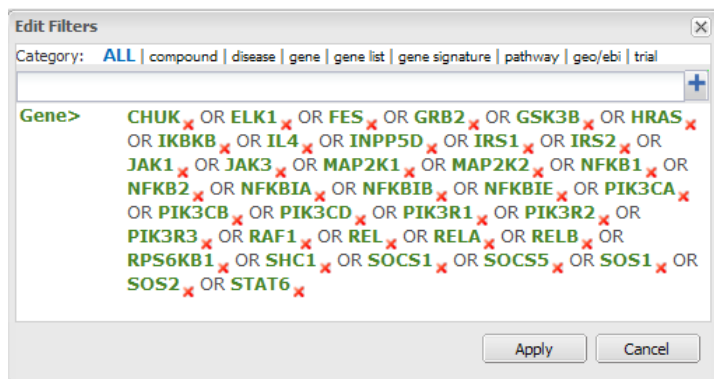 Edit Filters
Category: ALL | compound | disease | gene | gene list | gene signature | pathway | geo/ebi | trial
+
Gene> CHUK OR ELK1 OR FES OR GRB2 OR GSK3B OR HRAS
OR IKBKB OR IL4 OR INPP5D OR IRS1 OR IRS2 OR
JAK1 OR JAK3 OR MAP2K1 OR MAP2K2 OR NFKB1 OR
NFKB2 OR NFKBIA OR NFKBIB OR NFKBIE OR PIK3CA
OR PIK3CB OR PIK3CD OR PIK3R1 OR PIK3R2 OR
PIK3R3 OR RAF1 OR REL OR RELA OR RELB OR
RPS6KB1 OR SHC1 OR SOCS1 OR SOCS5 OR SOS1 OR
SOS2 OR STAT6
Apply Cancel